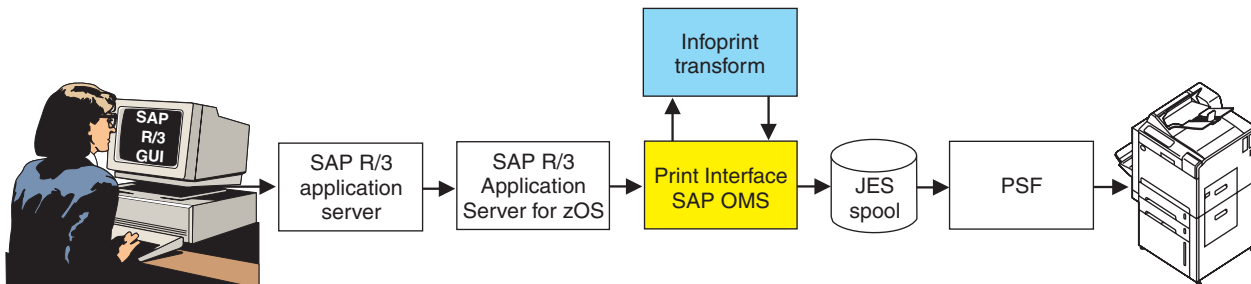 SAP
R/3
GUI
SAP R/3
application
server
SAP R/3
Application
Server for zOS
Infoprint
transform
Print Interface
SAP OMS
JES
spool
PSF